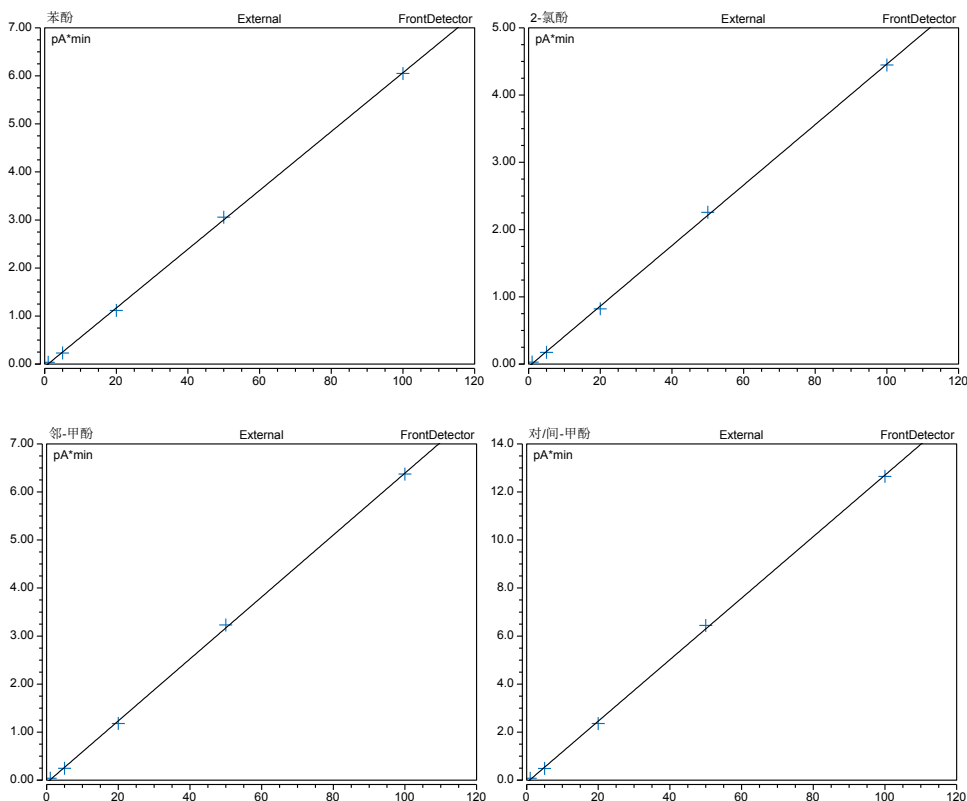 苯酚 External FrontDetector
pA*min
7.00
6.00
5.00
4.00
3.00
2.00
1.00
0.00
0 20 40 60 80 100 120
2-氯酚 External FrontDetector
pA*min
5.00
4.00
3.00
2.00
1.00
0.00
0 20 40 60 80 100 120
邻-甲酚 External FrontDetector
pA*min
7.00
6.00
5.00
4.00
3.00
2.00
1.00
0.00
0 20 40 60 80 100 120
对/间-甲酚 External FrontDetector
pA*min
14.0
12.0
10.0
8.0
6.0
4.0
2.0
0.0
0 20 40 60 80 100 120